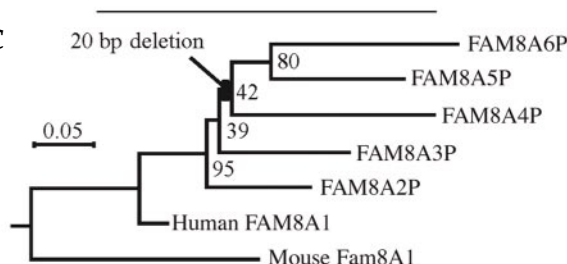 C
20 bp deletion
FAM8A6P
80
FAM8A5P
42
FAM8A4P
0.05
39
FAM8A3P
95
FAM8A2P
Human FAM8A1
Mouse Fam8A1